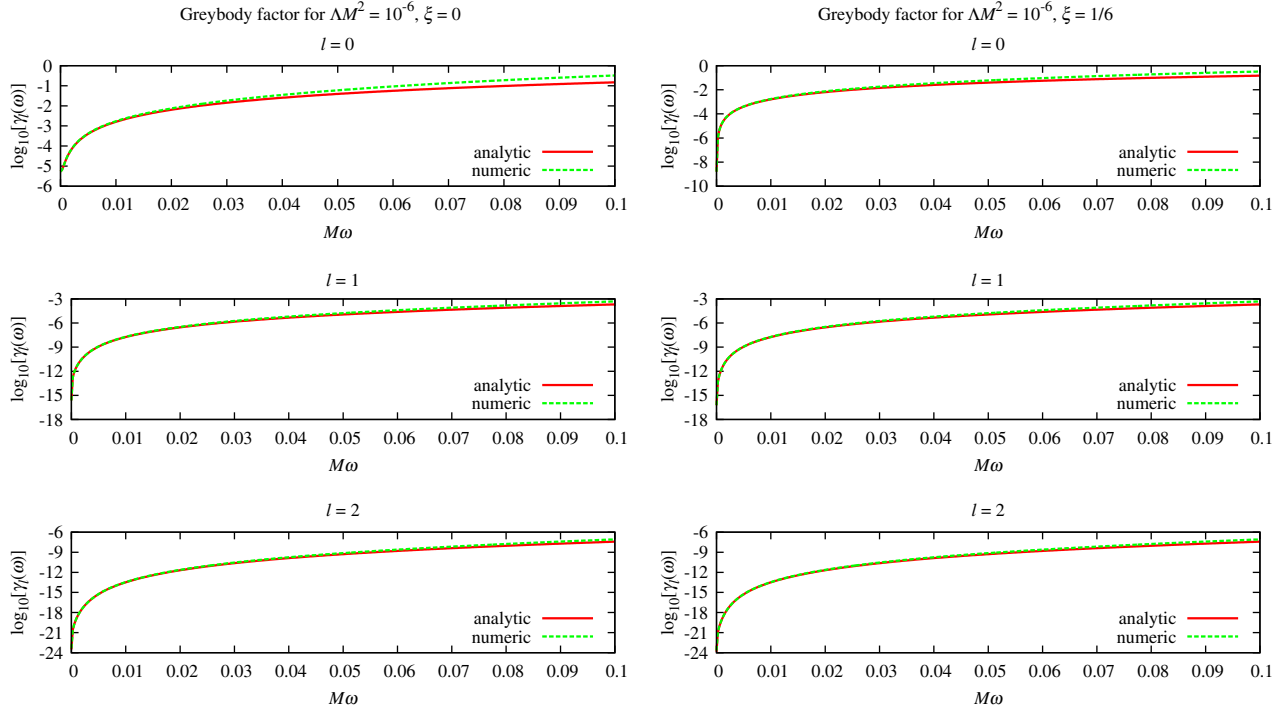 Greybody factor for ΛM² = 10⁻⁶, ξ = 0
l = 0
log₁₀[γₗ(ω)]
0
-1
-2
-3
-4
-5
-6
analytic
numeric
0 0.01 0.02 0.03 0.04 0.05 0.06 0.07 0.08 0.09 0.1
Mω
l = 1
log₁₀[γₗ(ω)]
-3
-6
-9
-12
-15
-18
analytic
numeric
0 0.01 0.02 0.03 0.04 0.05 0.06 0.07 0.08 0.09 0.1
Mω
l = 2
log₁₀[γₗ(ω)]
-6
-9
-12
-15
-18
-21
-24
analytic
numeric
0 0.01 0.02 0.03 0.04 0.05 0.06 0.07 0.08 0.09 0.1
Mω
Greybody factor for ΛM² = 10⁻⁶, ξ = 1/6
l = 0
log₁₀[γₗ(ω)]
0
-2
-4
-6
-8
-10
analytic
numeric
0 0.01 0.02 0.03 0.04 0.05 0.06 0.07 0.08 0.09 0.1
Mω
l = 1
log₁₀[γₗ(ω)]
-3
-6
-9
-12
-15
-18
analytic
numeric
0 0.01 0.02 0.03 0.04 0.05 0.06 0.07 0.08 0.09 0.1
Mω
l = 2
log₁₀[γₗ(ω)]
-6
-9
-12
-15
-18
-21
-24
analytic
numeric
0 0.01 0.02 0.03 0.04 0.05 0.06 0.07 0.08 0.09 0.1
Mω